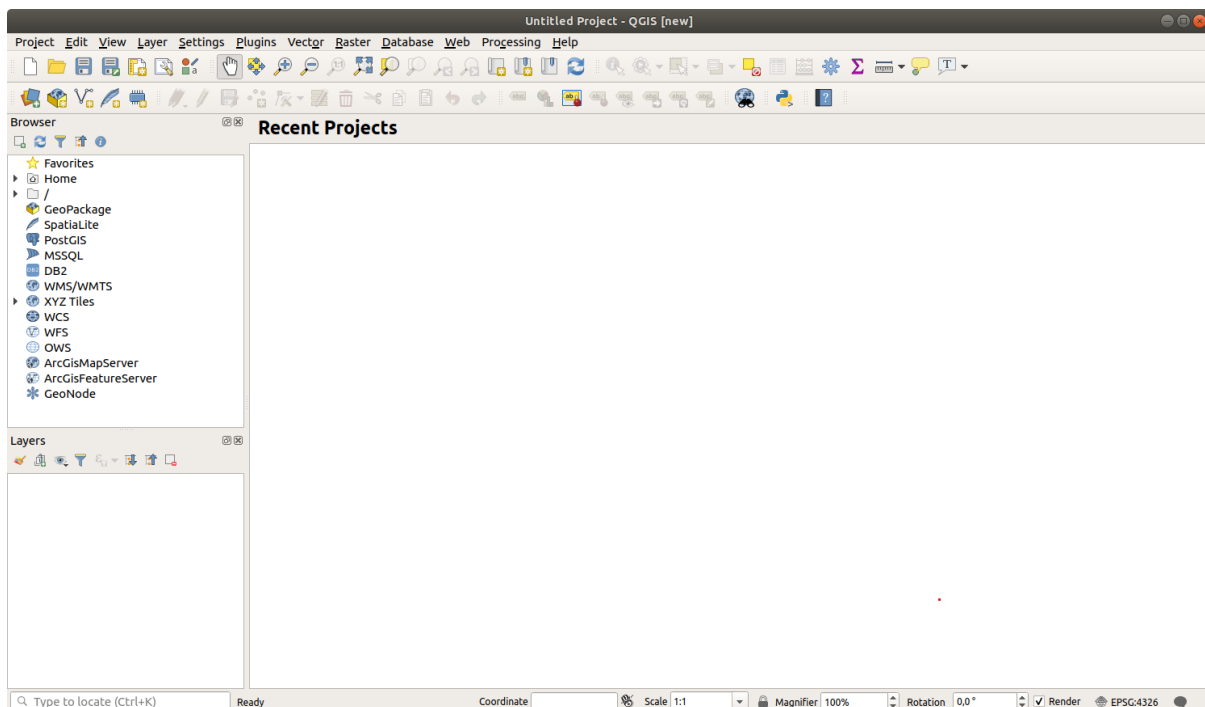 Untitled Project - QGIS [new]
Project Edit View Layer Settings Plugins Vector Raster Database Web Processing Help
Browser
Recent Projects
Favorites
Home
/
GeoPackage
SpatiaLite
PostGIS
MSSQL
DB2
WMS/WMTS
XYZ Tiles
WCS
WFS
OWS
ArcGisMapServer
ArcGisFeatureServer
GeoNode
Layers
Type to locate (Ctrl+K) Ready Coordinate Scale 1:1 Magnifier 100% Rotation 0,0 ° Render EPSG:4326